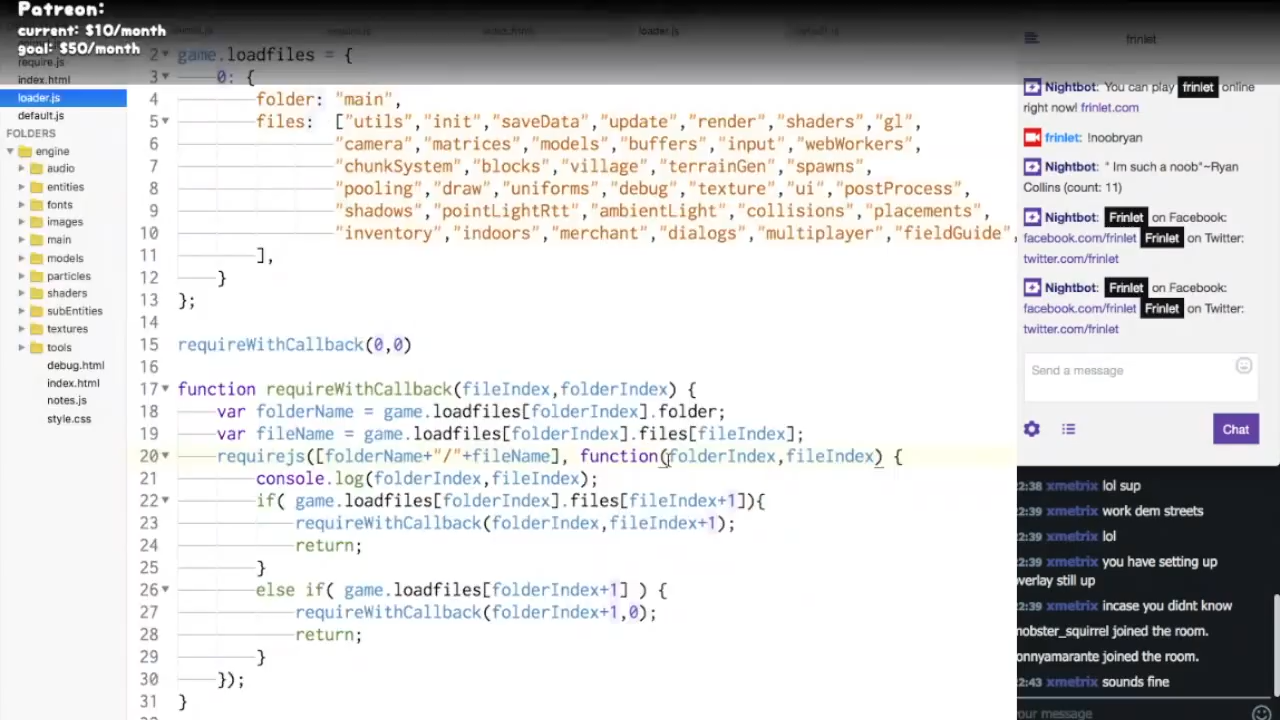 Patreon:
current: $10/month
goal: $50/month
require.js
index.html
loader.js
default.js
FOLDERS
engine
audio
entities
fonts
images
main
models
particles
shaders
subEntities
textures
tools
debug.html
index.html
notes.js
style.css
loader.js
2 game.loadfiles = {
3 0: {
4 folder: "main",
5 files: ["utils","init","saveData","update","render","shaders","gl",
6 "camera","matrices","models","buffers","input","webWorkers",
7 "chunkSystem","blocks","village","terrainGen","spawns",
8 "pooling","draw","uniforms","debug","texture","ui","postProcess",
9 "shadows","pointLightRtt","ambientLight","collisions","placements",
10 "inventory","indoors","merchant","dialogs","multiplayer","fieldGuide",
11 ],
12 }
13 };
14
15 requireWithCallback(0,0)
16
17 function requireWithCallback(fileIndex,folderIndex) {
18 var folderName = game.loadfiles[folderIndex].folder;
19 var fileName = game.loadfiles[folderIndex].files[fileIndex];
20 requirejs([folderName+"/"+fileName], function(folderIndex,fileIndex) {
21 console.log(folderIndex,fileIndex);
22 if( game.loadfiles[folderIndex].files[fileIndex+1]){
23 requireWithCallback(folderIndex,fileIndex+1);
24 return;
25 }
26 else if( game.loadfiles[folderIndex+1] ) {
27 requireWithCallback(folderIndex+1,0);
28 return;
29 }
30 });
31 }
frinlet
Nightbot: You can play frinlet online
right now! frinlet.com
frinlet: !noobryan
Nightbot: " Im such a noob"~Ryan
Collins (count: 11)
Nightbot: Frinlet on Facebook:
facebook.com/frinlet Frinlet on Twitter:
twitter.com/frinlet
Nightbot: Frinlet on Facebook:
facebook.com/frinlet Frinlet on Twitter:
twitter.com/frinlet
Send a message
Chat
2:38 xmetrix lol sup
2:39 xmetrix work dem streets
2:39 xmetrix lol
2:39 xmetrix you have setting up
overlay still up
2:39 xmetrix incase you didnt know
mobster_squirrel joined the room.
onnyamarante joined the room.
2:43 xmetrix sounds fine
your message